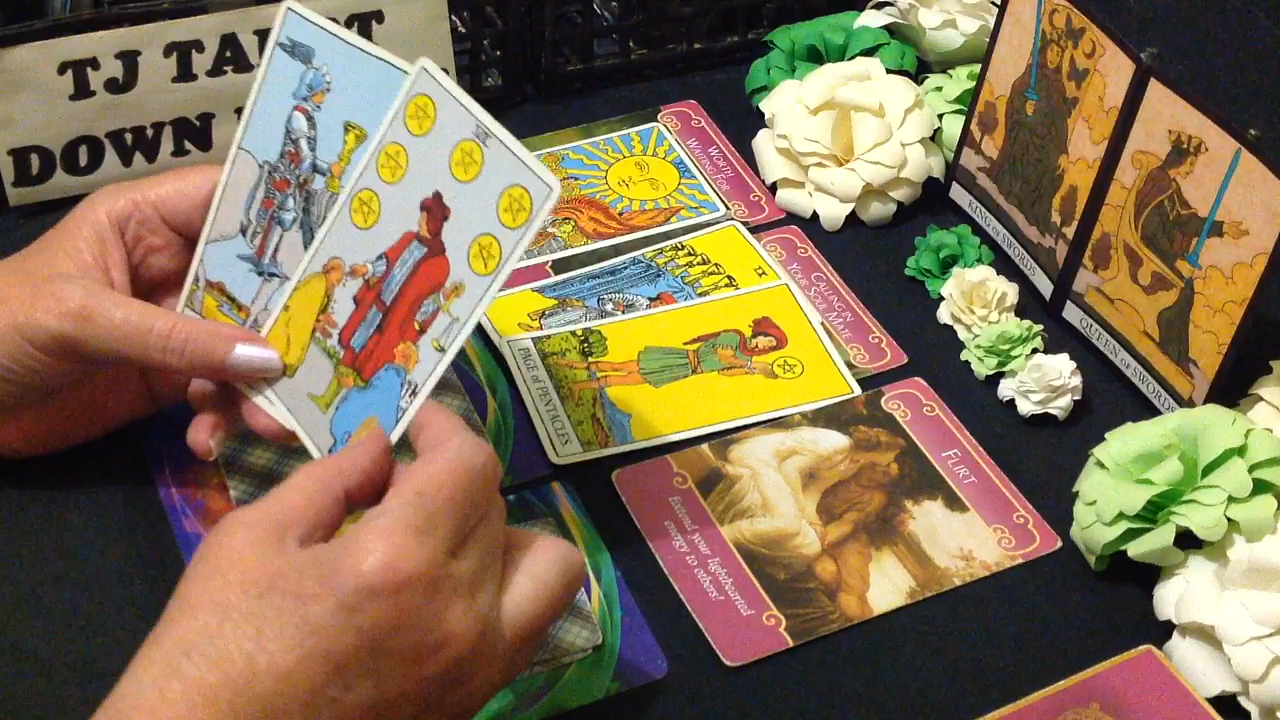 TJ
DOWN
WORTH
WAITING FOR
CALLING IN
YOUR SOUL MATE
VI
PAGE of PENTACLES.
FLIRT
Extend your lighthearted
energy to others!
KING OF SWORDS
QUEEN OF SWORDS